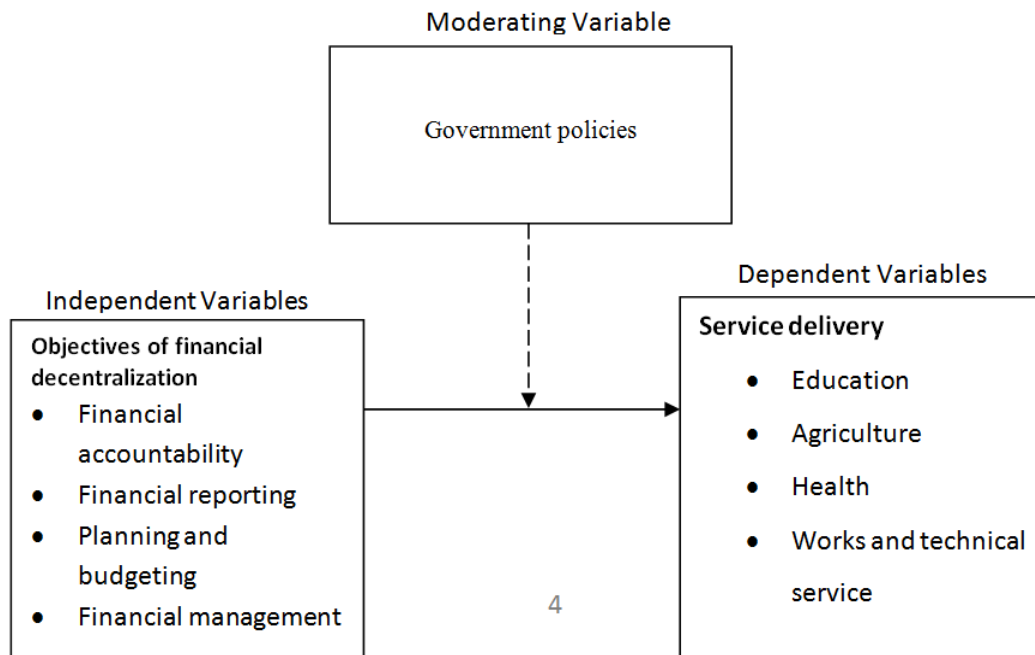 Moderating Variable
Government policies
Independent Variables
Objectives of financial
decentralization
● Financial
accountability
● Financial reporting
● Planning and
budgeting
● Financial management
Dependent Variables
Service delivery
● Education
● Agriculture
● Health
● Works and technical
service
4